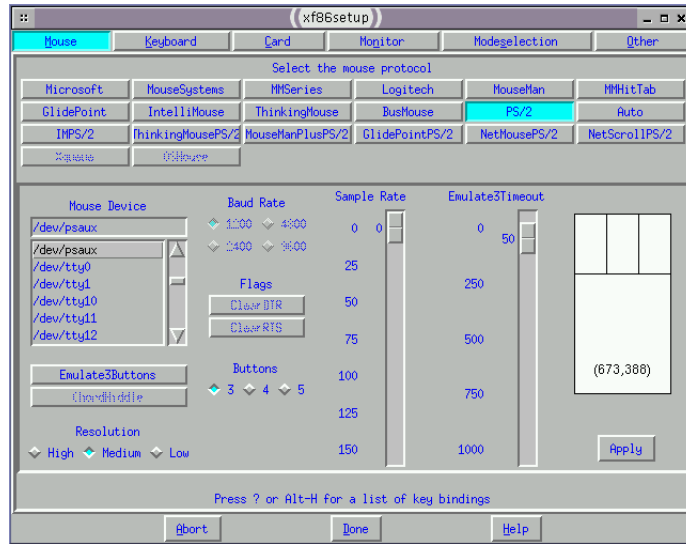 xf86setup
Mouse Keyboard Card Monitor Modeselection Other
Select the mouse protocol
Microsoft MouseSystems MMSeries Logitech MouseMan MMHitTab
GlidePoint IntelliMouse ThinkingMouse BusMouse PS/2 Auto
IMPS/2 ThinkingMousePS/2 MouseManPlusPS/2 GlidePointPS/2 NetMousePS/2 NetScrollPS/2
Xqueue OSMouse
Mouse Device
/dev/psaux
/dev/psaux
/dev/tty0
/dev/tty1
/dev/tty10
/dev/tty11
/dev/tty12
Emulate3Buttons
ChordMiddle
Resolution
High Medium Low
Baud Rate
1200 4800
2400 9600
Flags
ClearDTR
ClearRTS
Buttons
3 4 5
Sample Rate
0 0
25
50
75
100
125
150
Emulate3Timeout
0
50
250
500
750
1000
(673,388)
Apply
Press ? or Alt-H for a list of key bindings
Abort Done Help